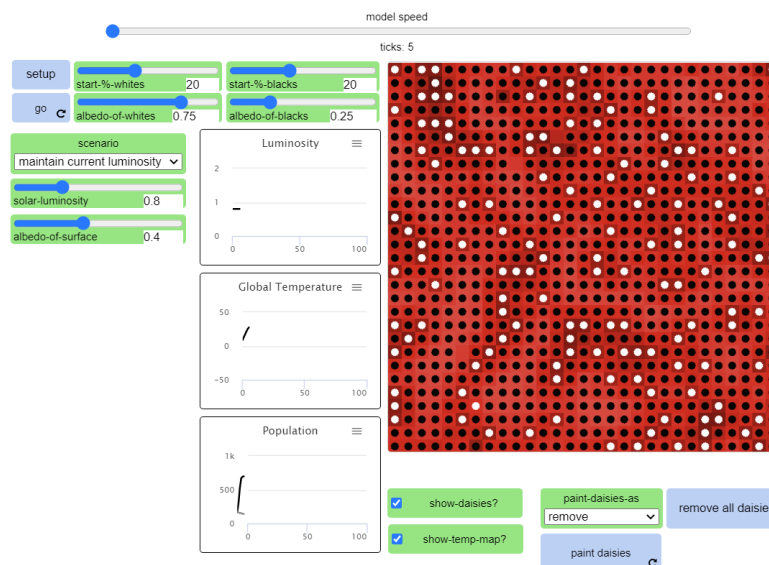 model speed
ticks: 5
setup
start-%-whites 20
start-%-blacks 20
go
albedo-of-whites 0.75
albedo-of-blacks 0.25
scenario
maintain current luminosity
solar-luminosity 0.8
albedo-of-surface 0.4
Luminosity
2
1
0
0 50 100
Global Temperature
50
0
-50
0 50 100
Population
1k
500
0
0 50 100
show-daisies?
show-temp-map?
paint-daisies-as
remove
remove all daisie
paint daisies